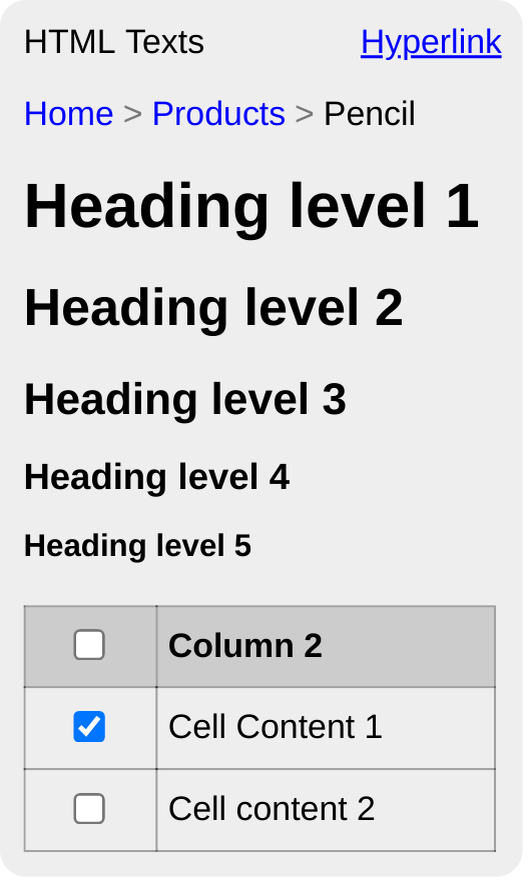 HTML Texts Hyperlink
Home > Products > Pencil
Heading level 1
Heading level 2
Heading level 3
Heading level 4
Heading level 5
Column 2
Cell Content 1
Cell content 2